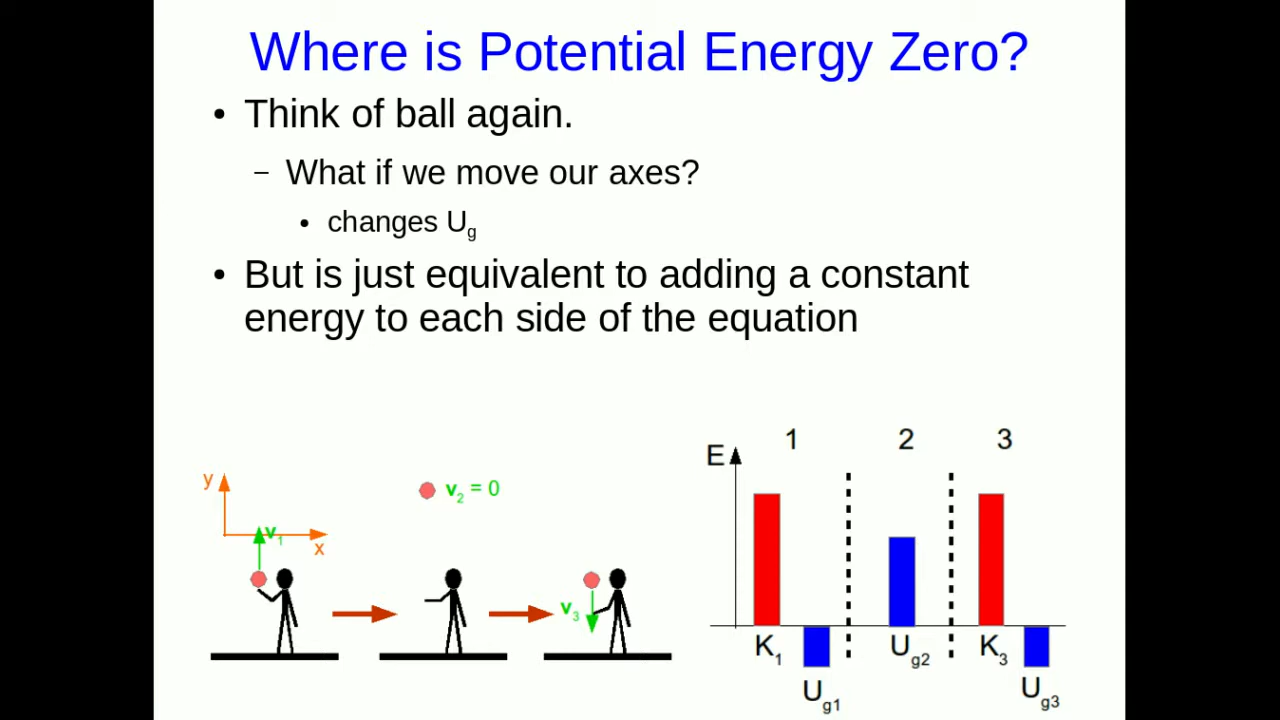 Where is Potential Energy Zero?
• Think of ball again.
– What if we move our axes?
• changes Ug
• But is just equivalent to adding a constant
energy to each side of the equation
y
x
v1
v2 = 0
v3
E
1 2 3
K1 Ug2 K3
Ug1 Ug3